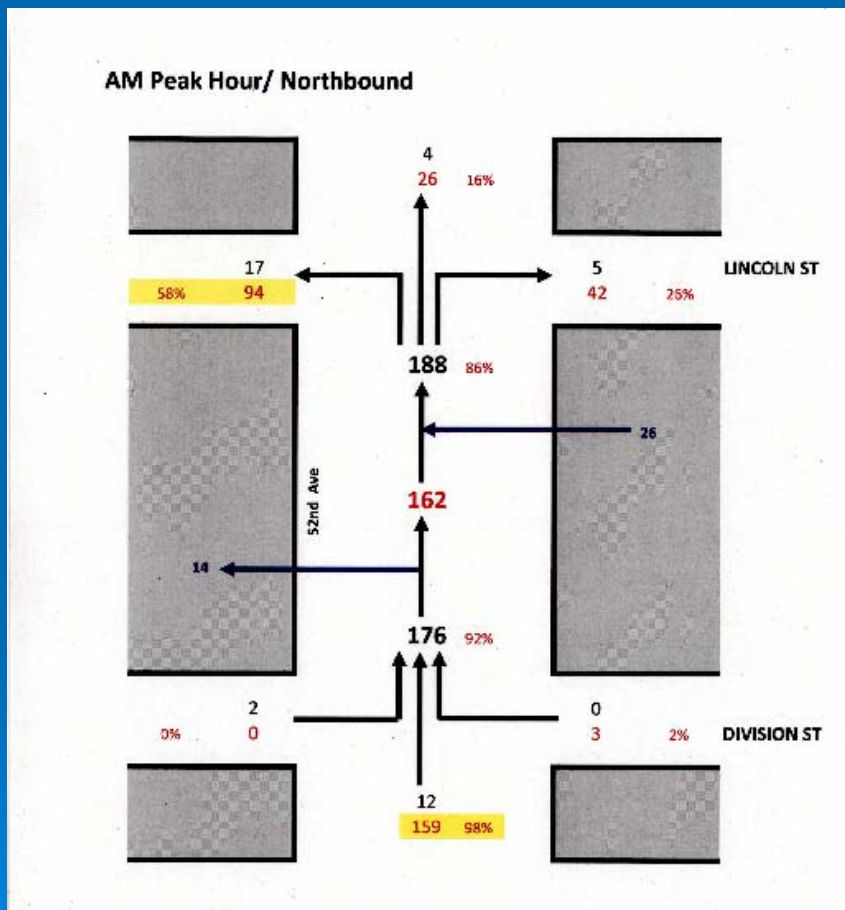 AM Peak Hour/ Northbound
4
26 16%
17 5 LINCOLN ST
58% 94 42 26%
188 86%
26
162
52nd Ave
14
176 92%
2 0
0% 0 3 2% DIVISION ST
12
159 98%